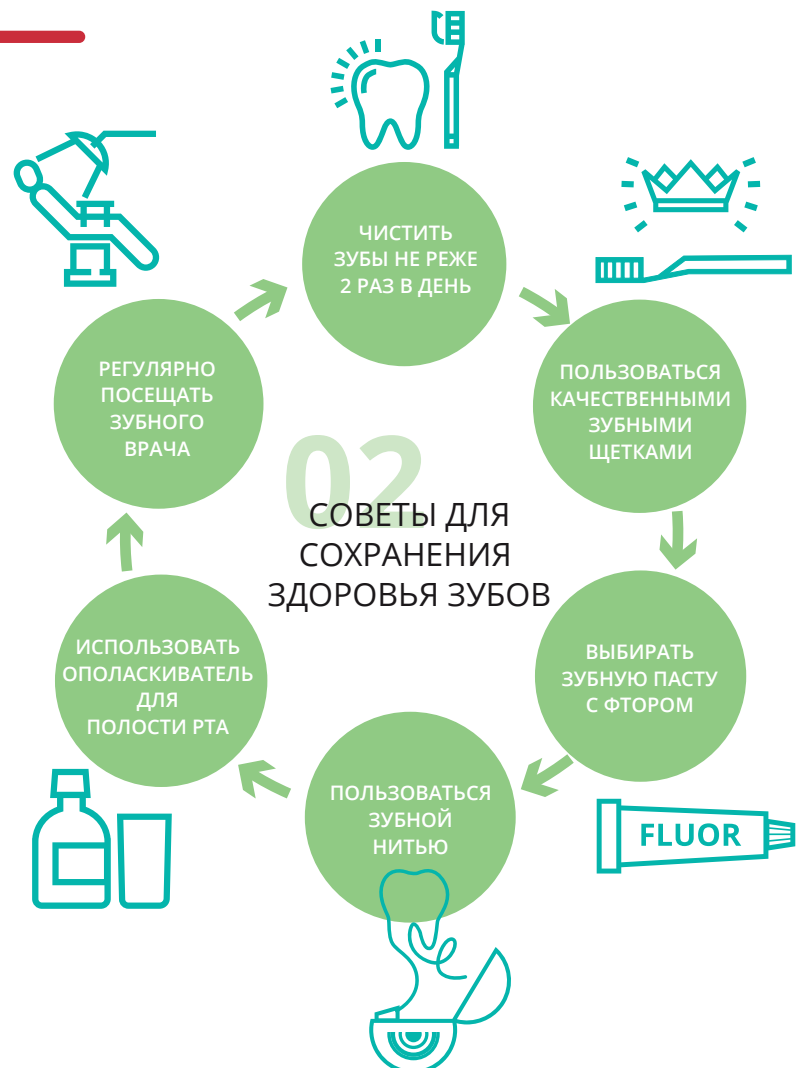 ЧИСТИТЬ
ЗУБЫ НЕ РЕЖЕ
2 РАЗ В ДЕНЬ
ПОЛЬЗОВАТЬСЯ
КАЧЕСТВЕННЫМИ
ЗУБНЫМИ
ЩЕТКАМИ
ВЫБИРАТЬ
ЗУБНУЮ ПАСТУ
С ФТОРОМ
FLUOR
ПОЛЬЗОВАТЬСЯ
ЗУБНОЙ
НИТЬЮ
ИСПОЛЬЗОВАТЬ
ОПОЛАСКИВАТЕЛЬ
ДЛЯ
ПОЛОСТИ РТА
РЕГУЛЯРНО
ПОСЕЩАТЬ
ЗУБНОГО
ВРАЧА
02
СОВЕТЫ ДЛЯ
СОХРАНЕНИЯ
ЗДОРОВЬЯ ЗУБОВ